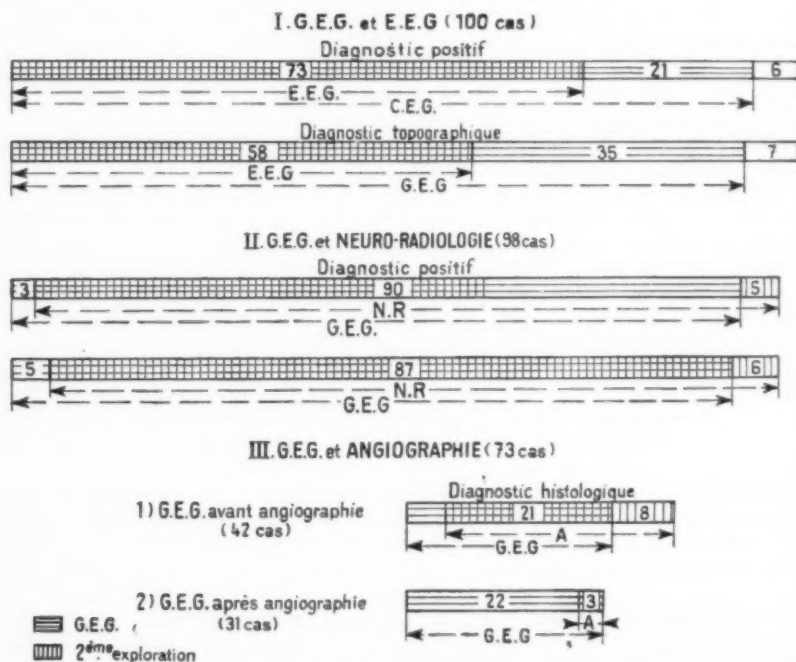 I. G.E.G. et E.E.G (100 cas)
Diagnostic positif
73 21 6
E.E.G.
C.E.G.
Diagnostic topographique
58 35 7
E.E.G
G.E.G
II. G.E.G. et NEURO-RADIOLOGIE (98 cas)
Diagnostic positif
3 90 5
N.R
G.E.G.
5 87 6
N.R
G.E.G
III. G.E.G. et ANGIOGRAPHIE (73 cas)
Diagnostic histologique
1) G.E.G. avant angiographie
(42 cas)
21 8
A
G.E.G
2) G.E.G. après angiographie
(31 cas)
22 3
A
G.E.G
G.E.G.
2ème exploration